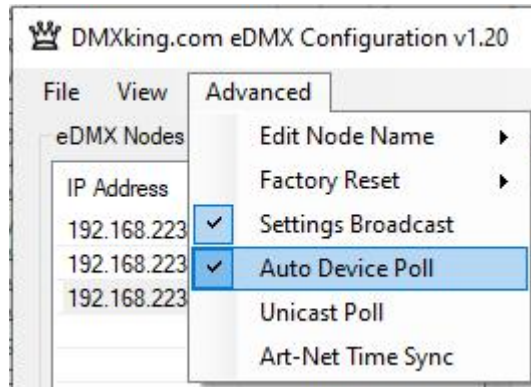 DMXking.com eDMX Configuration v1.20
File View Advanced
eDMX Nodes
IP Address
192.168.223
192.168.223
192.168.223
Edit Node Name
Factory Reset
Settings Broadcast
Auto Device Poll
Unicast Poll
Art-Net Time Sync